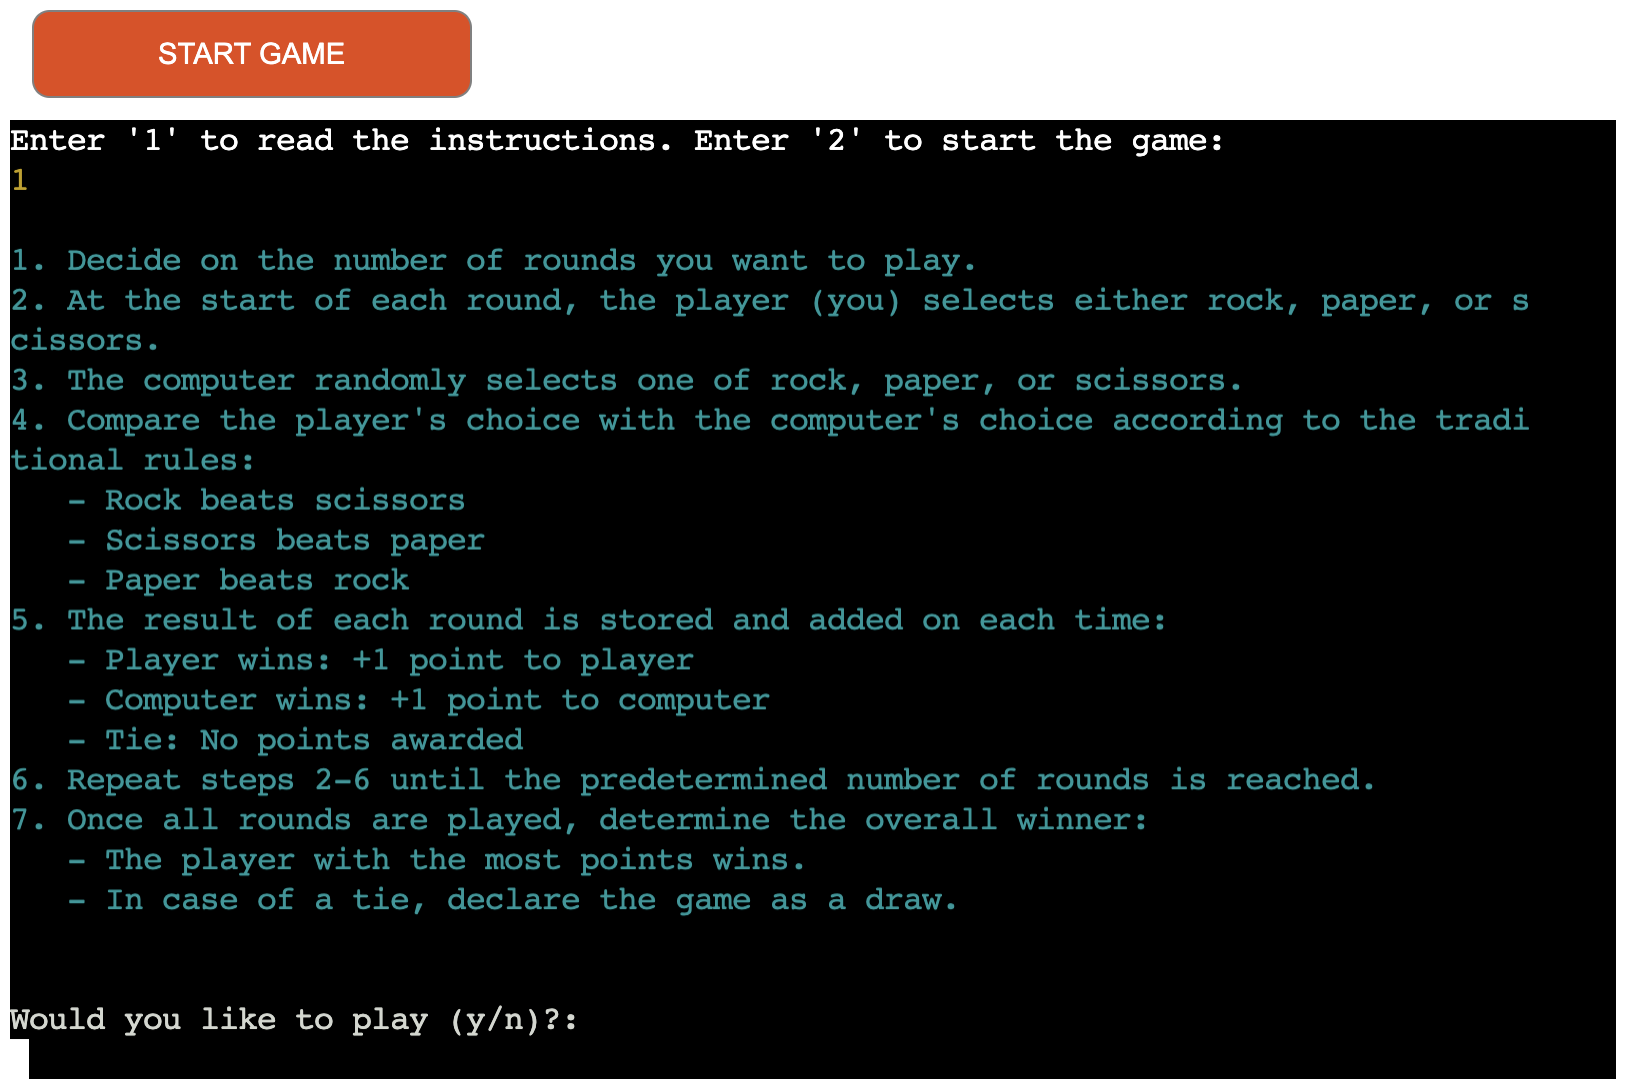 START GAME
Enter '1' to read the instructions. Enter '2' to start the game:
1
1. Decide on the number of rounds you want to play.
2. At the start of each round, the player (you) selects either rock, paper, or s
cissors.
3. The computer randomly selects one of rock, paper, or scissors.
4. Compare the player's choice with the computer's choice according to the tradi
tional rules:
   - Rock beats scissors
   - Scissors beats paper
   - Paper beats rock
5. The result of each round is stored and added on each time:
   - Player wins: +1 point to player
   - Computer wins: +1 point to computer
   - Tie: No points awarded
6. Repeat steps 2-6 until the predetermined number of rounds is reached.
7. Once all rounds are played, determine the overall winner:
   - The player with the most points wins.
   - In case of a tie, declare the game as a draw.
Would you like to play (y/n)?: